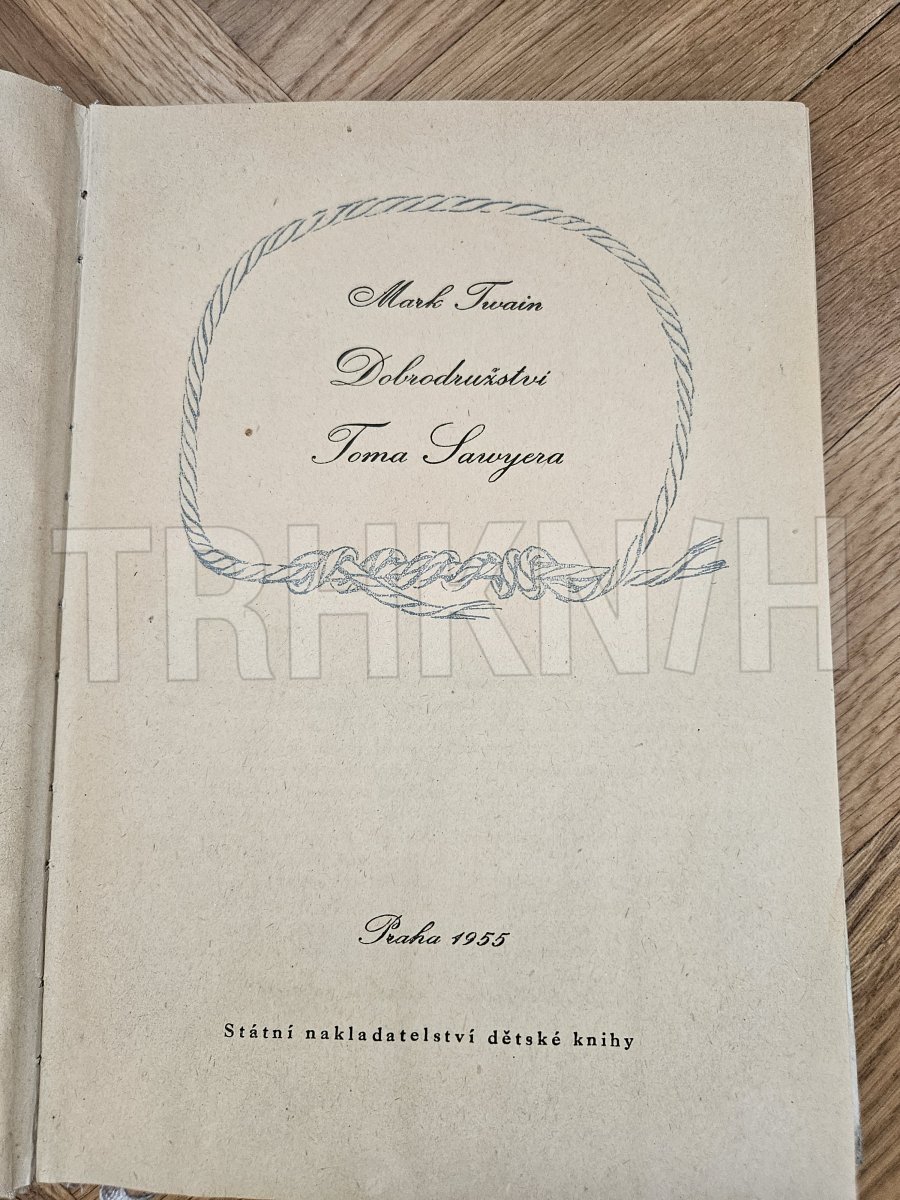 Mark Twain
Dobrodružství
Toma Sawyera
TRHKNIH
Praha 1955
Státní nakladatelství dětské knihy